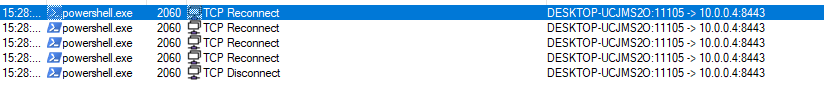 15:28:... powershell.exe 2060 TCP Reconnect DESKTOP-UCJMS2O:11105 -> 10.0.0.4:8443
15:28:... powershell.exe 2060 TCP Reconnect DESKTOP-UCJMS2O:11105 -> 10.0.0.4:8443
15:28:... powershell.exe 2060 TCP Reconnect DESKTOP-UCJMS2O:11105 -> 10.0.0.4:8443
15:28:... powershell.exe 2060 TCP Reconnect DESKTOP-UCJMS2O:11105 -> 10.0.0.4:8443
15:28:... powershell.exe 2060 TCP Disconnect DESKTOP-UCJMS2O:11105 -> 10.0.0.4:8443